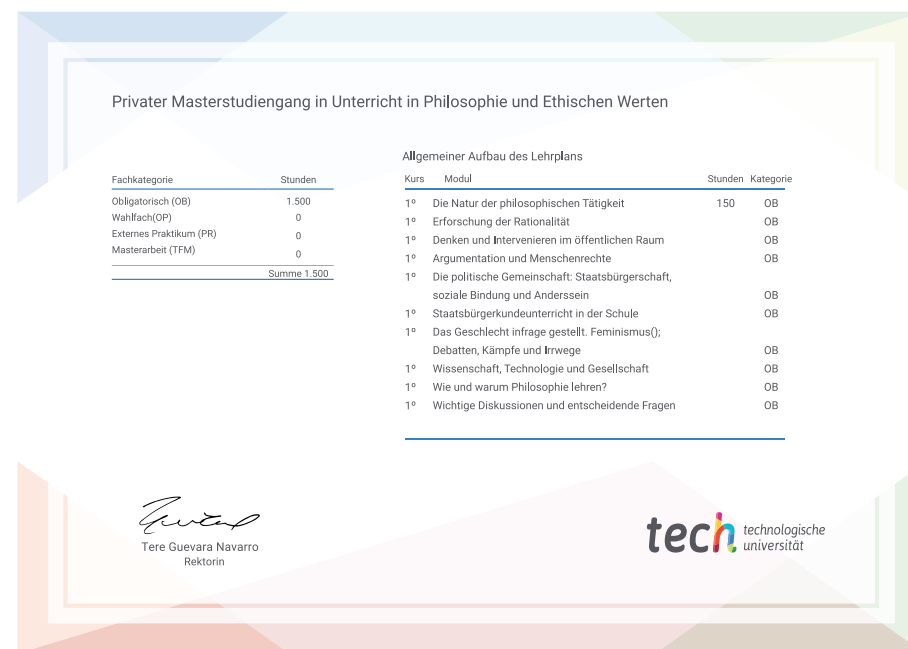 Privater Masterstudiengang in Unterricht in Philosophie und Ethischen Werten
Fachkategorie Stunden
Obligatorisch (OB) 1.500
Wahlfach(OP) 0
Externes Praktikum (PR) 0
Masterarbeit (TFM) 0
Summe 1.500
Allgemeiner Aufbau des Lehrplans
Kurs Modul Stunden Kategorie
1º Die Natur der philosophischen Tätigkeit 150 OB
1º Erforschung der Rationalität OB
1º Denken und Intervenieren im öffentlichen Raum OB
1º Argumentation und Menschenrechte OB
1º Die politische Gemeinschaft: Staatsbürgerschaft,
soziale Bindung und Anderssein OB
1º Staatsbürgerkundeunterricht in der Schule OB
1º Das Geschlecht infrage gestellt. Feminismus();
Debatten, Kämpfe und Irrwege OB
1º Wissenschaft, Technologie und Gesellschaft OB
1º Wie und warum Philosophie lehren? OB
1º Wichtige Diskussionen und entscheidende Fragen OB
Tere Guevara Navarro
Rektorin
tech technologische
universität